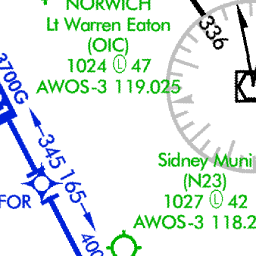 NORWICH
Lt Warren Eaton
(OIC)
1024 Ⓛ 47
AWOS-3 119.025
336
3700G
345 165
FOR
400
Sidney Muni
(N23)
1027 Ⓛ 42
AWOS-3 118.2